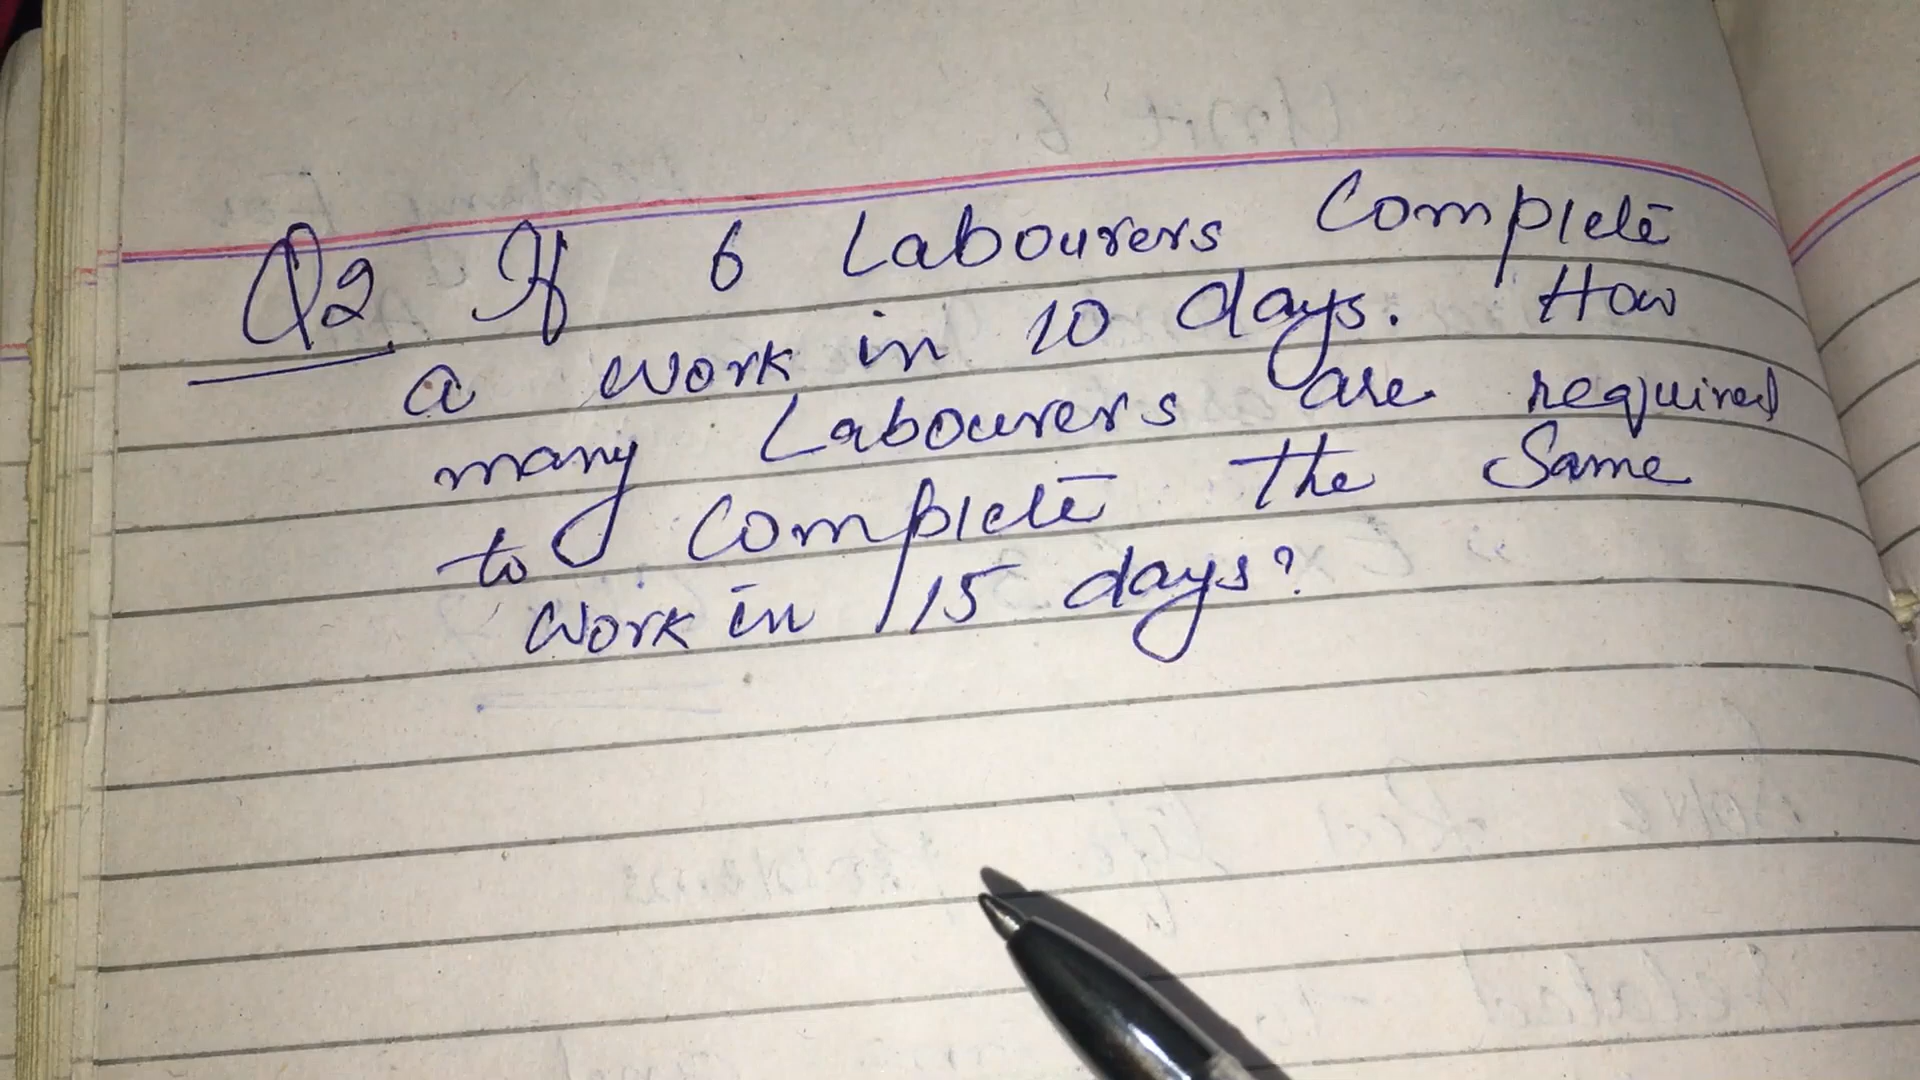 Q2 If 6 Labourers Complete
a work in 10 days. How
many Labourers are required
to Complete the Same
work in 15 days?